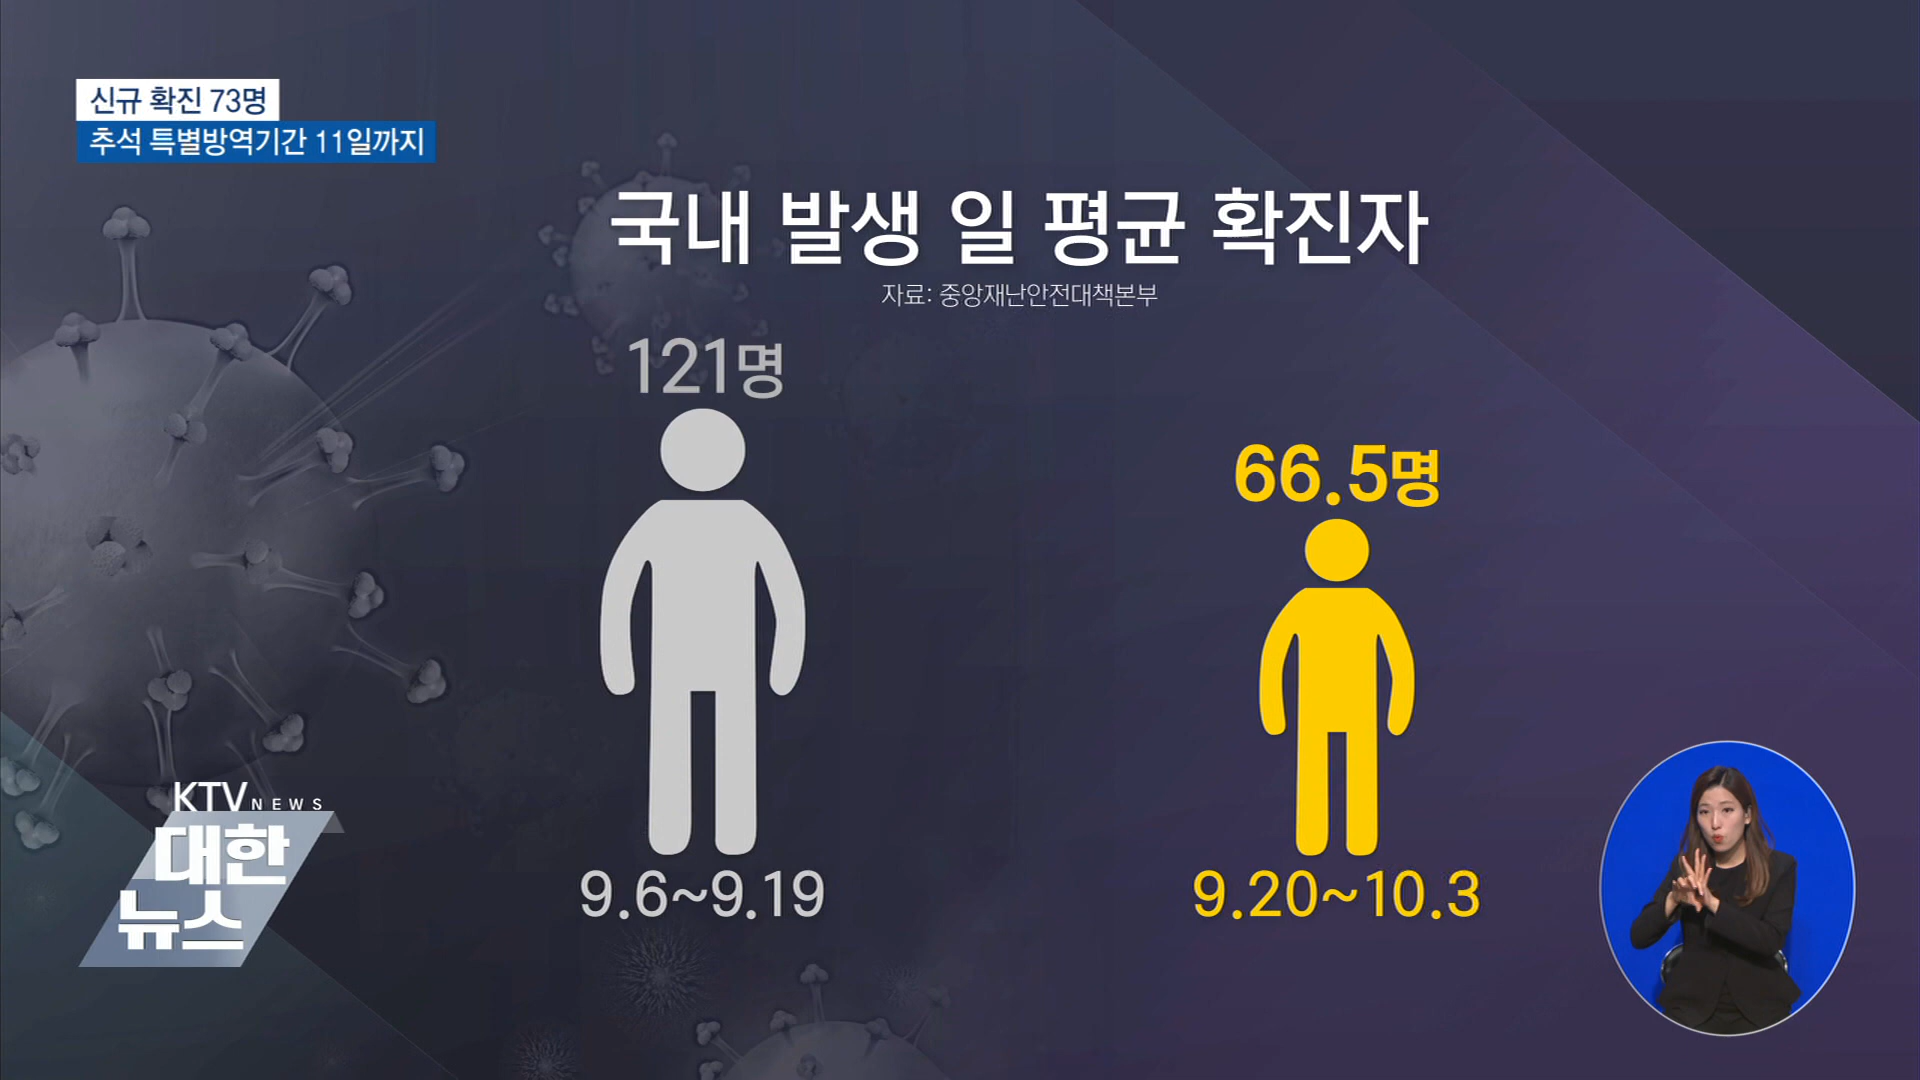 신규 확진 73명
추석 특별방역기간 11일까지
국내 발생 일 평균 확진자
자료: 중앙재난안전대책본부
121명
66.5명
9.6~9.19
9.20~10.3
KTV NEWS
대한
뉴스